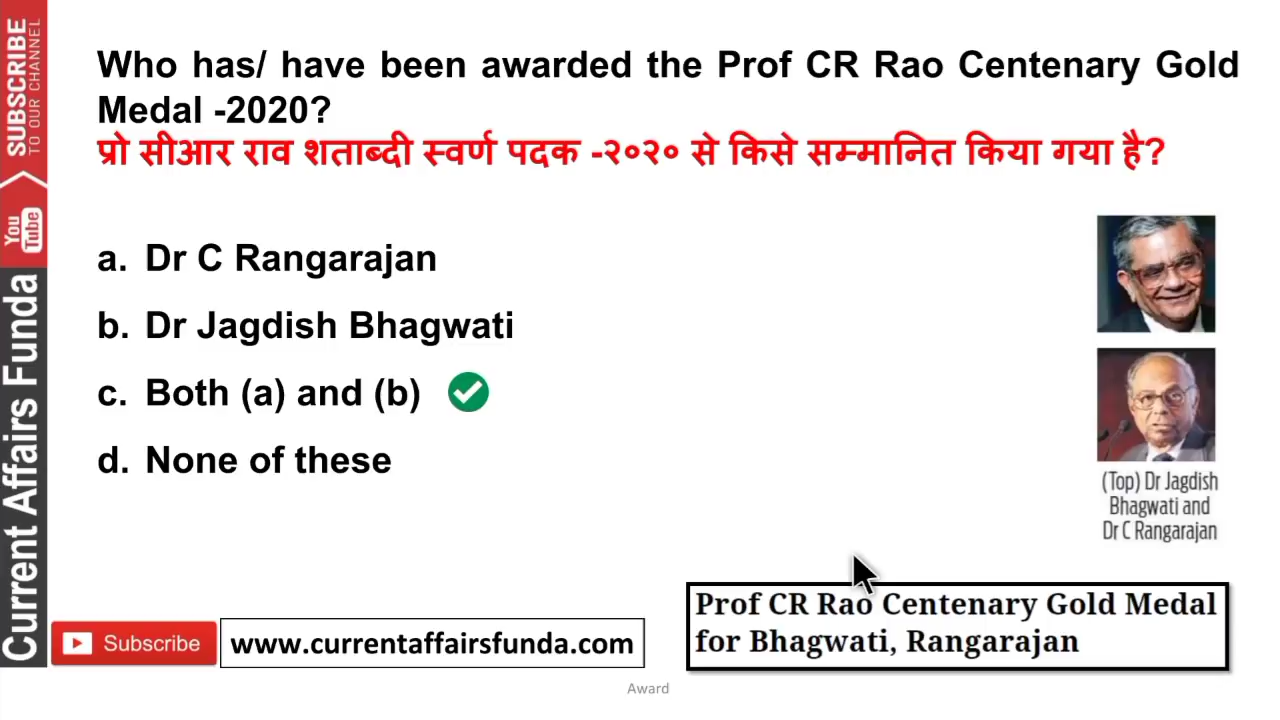 SUBSCRIBE
TO OUR CHANNEL
You
Tube
Current Affairs Funda
Who has/ have been awarded the Prof CR Rao Centenary Gold
Medal -2020?
प्रो सीआर राव शताब्दी स्वर्ण पदक -२०२० से किसे सम्मानित किया गया है?
a. Dr C Rangarajan
b. Dr Jagdish Bhagwati
c. Both (a) and (b)
d. None of these
(Top) Dr Jagdish
Bhagwati and
Dr C Rangarajan
Prof CR Rao Centenary Gold Medal
for Bhagwati, Rangarajan
Subscribe
www.currentaffairsfunda.com
Award